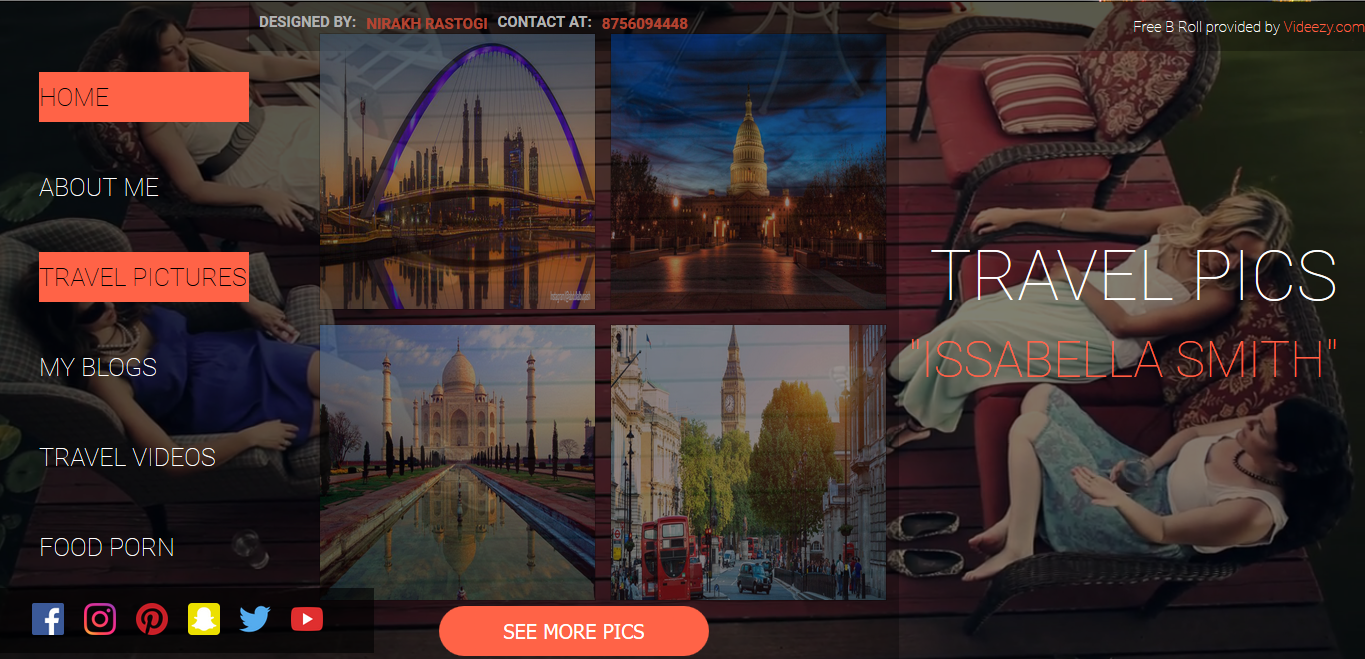 DESIGNED BY: NIRAKH RASTOGI CONTACT AT: 8756094448
Free B Roll provided by Videezy.com
HOME
ABOUT ME
TRAVEL PICTURES
MY BLOGS
TRAVEL VIDEOS
FOOD PORN
TRAVEL PICS
"ISSABELLA SMITH"
SEE MORE PICS